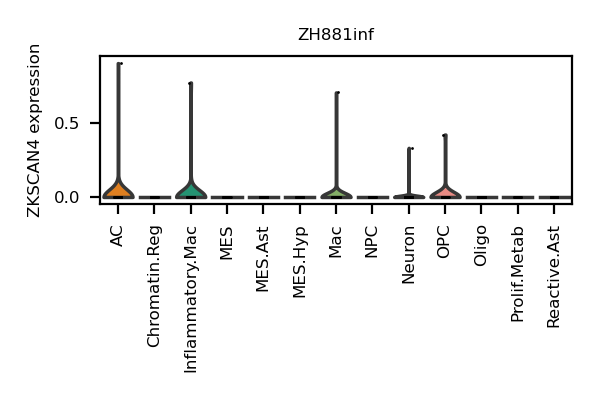 ZH881inf
ZKSCAN4 expression
0.5
0.0
AC
Chromatin.Reg
Inflammatory.Mac
MES
MES.Ast
MES.Hyp
Mac
NPC
Neuron
OPC
Oligo
Prolif.Metab
Reactive.Ast